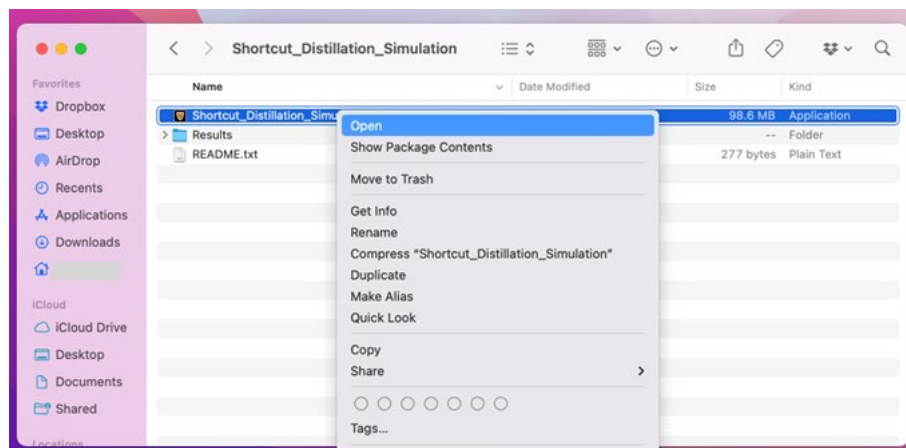 Shortcut_Distillation_Simulation
Favorites
Dropbox
Desktop
AirDrop
Recents
Applications
Downloads
iCloud
iCloud Drive
Desktop
Documents
Shared
Locations
Name Date Modified Size Kind
Shortcut_Distillation_Simu 98.6 MB Application
Results -- Folder
README.txt 277 bytes Plain Text
Open
Show Package Contents
Move to Trash
Get Info
Rename
Compress "Shortcut_Distillation_Simulation"
Duplicate
Make Alias
Quick Look
Copy
Share
Tags...